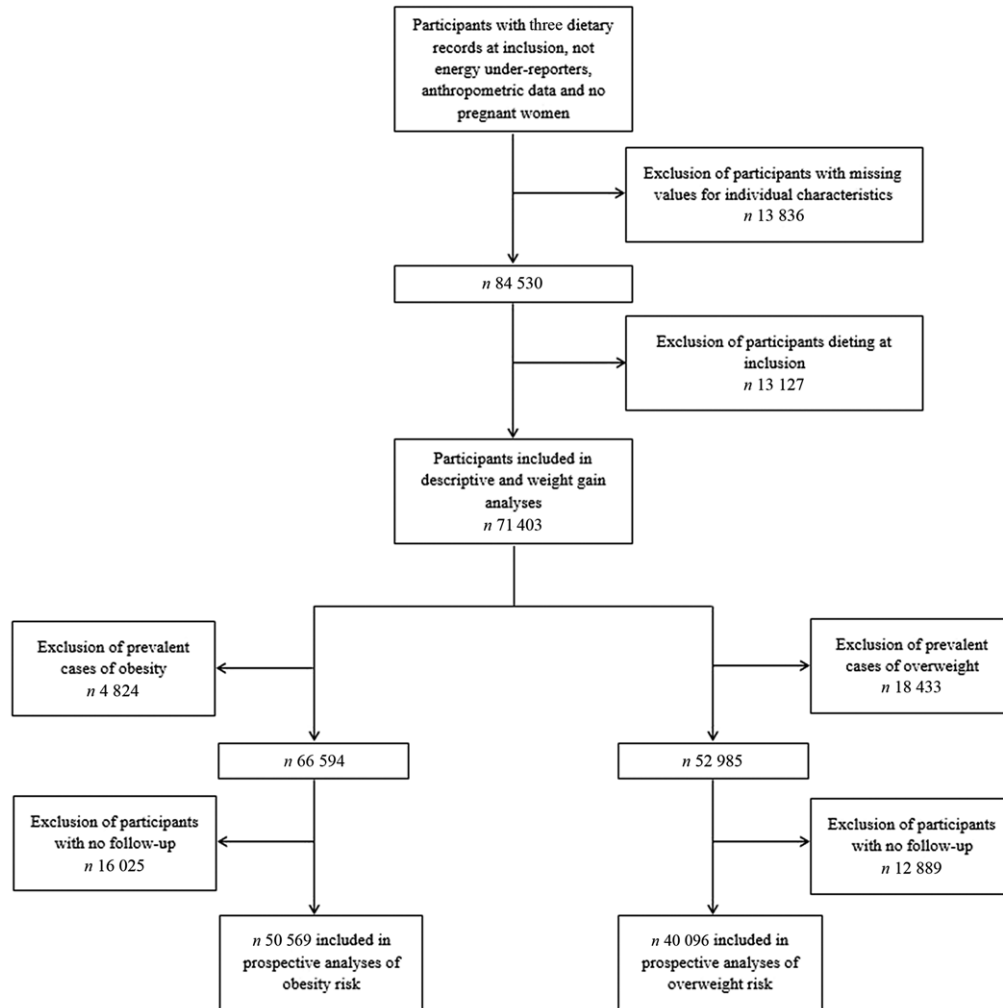 Participants with three dietary
records at inclusion, not
energy under-reporters,
anthropometric data and no
pregnant women
Exclusion of participants with missing
values for individual characteristics
n 13 836
n 84 530
Exclusion of participants dieting at
inclusion
n 13 127
Participants included in
descriptive and weight gain
analyses
n 71 403
Exclusion of prevalent
cases of obesity
n 4 824
Exclusion of prevalent
cases of overweight
n 18 433
n 66 594
n 52 985
Exclusion of participants
with no follow-up
n 16 025
Exclusion of participants
with no follow-up
n 12 889
n 50 569 included in
prospective analyses of
obesity risk
n 40 096 included in
prospective analyses of
overweight risk